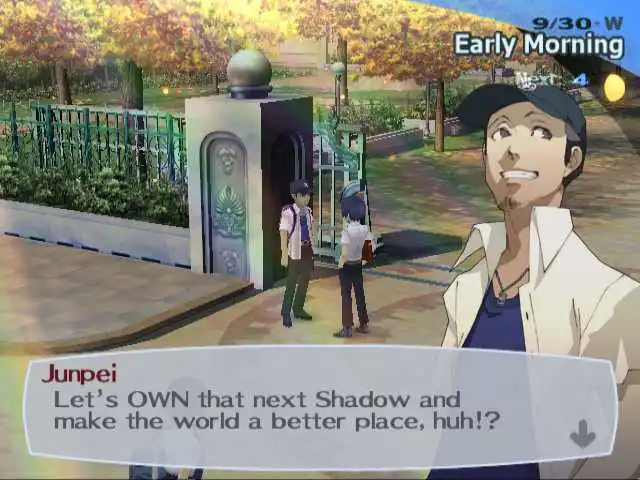 9/30 W
Early Morning
Next 4
Junpei
Let's OWN that next Shadow and
make the world a better place, huh!?